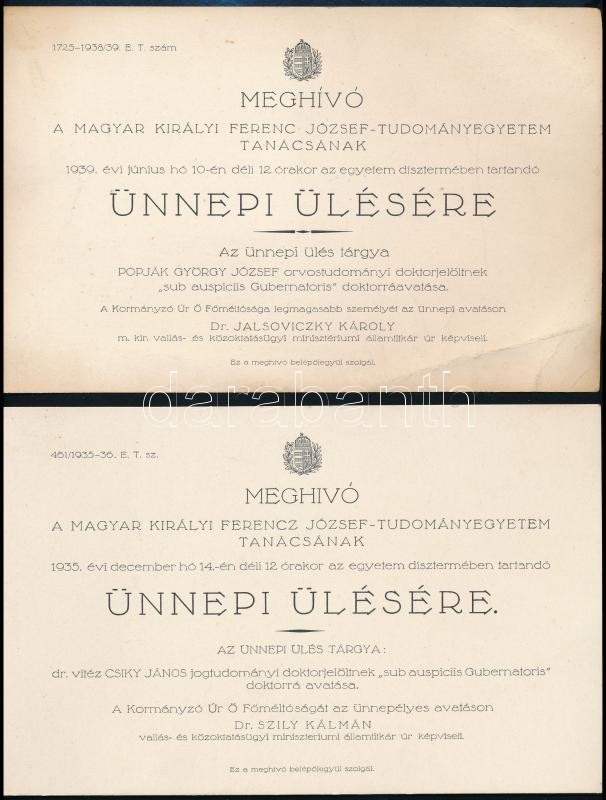 1725-1938/39. E. T. szám
MEGHÍVÓ
A MAGYAR KIRÁLYI FERENC JÓZSEF-TUDOMÁNYEGYETEM
TANÁCSÁNAK
1939. évi június hó 10-én déli 12 órakor az egyetem dísztermében tartandó
ÜNNEPI ÜLÉSÉRE
Az ünnepi ülés tárgya
POPJÁK GYÖRGY JÓZSEF orvostudományi doktorjelöltnek
„sub auspiciis Gubernatoris" doktorráavatása.
A Kormányzó Úr Ő Főméltósága legmagasabb személyét az ünnepi avatáson
Dr. JALSOVICZKY KÁROLY
m. kir. vallás- és közoktatásügyi minisztériumi államtitkár úr képviseli.
Ez a meghívó belépőjegyül szolgál.
darabanth
461/1935-36. E. T. sz.
MEGHIVÓ
A MAGYAR KIRÁLYI FERENCZ JÓZSEF-TUDOMÁNYEGYETEM
TANÁCSÁNAK
1935. évi december hó 14.-én déli 12 órakor az egyetem dísztermében tartandó
ÜNNEPI ÜLÉSÉRE.
AZ ÜNNEPI ÜLÉS TÁRGYA:
dr. vitéz CSIKY JÁNOS jogtudományi doktorjelöltnek „sub auspiciis Gubernatoris"
doktorrá avatása.
A Kormányzó Úr Ő Főméltóságát az ünnepélyes avatáson
Dr. SZILY KÁLMÁN
vallás- és közoktatásügyi minisztériumi államtitkár úr képviseli.
Ez a meghívó belépőjegyül szolgál.